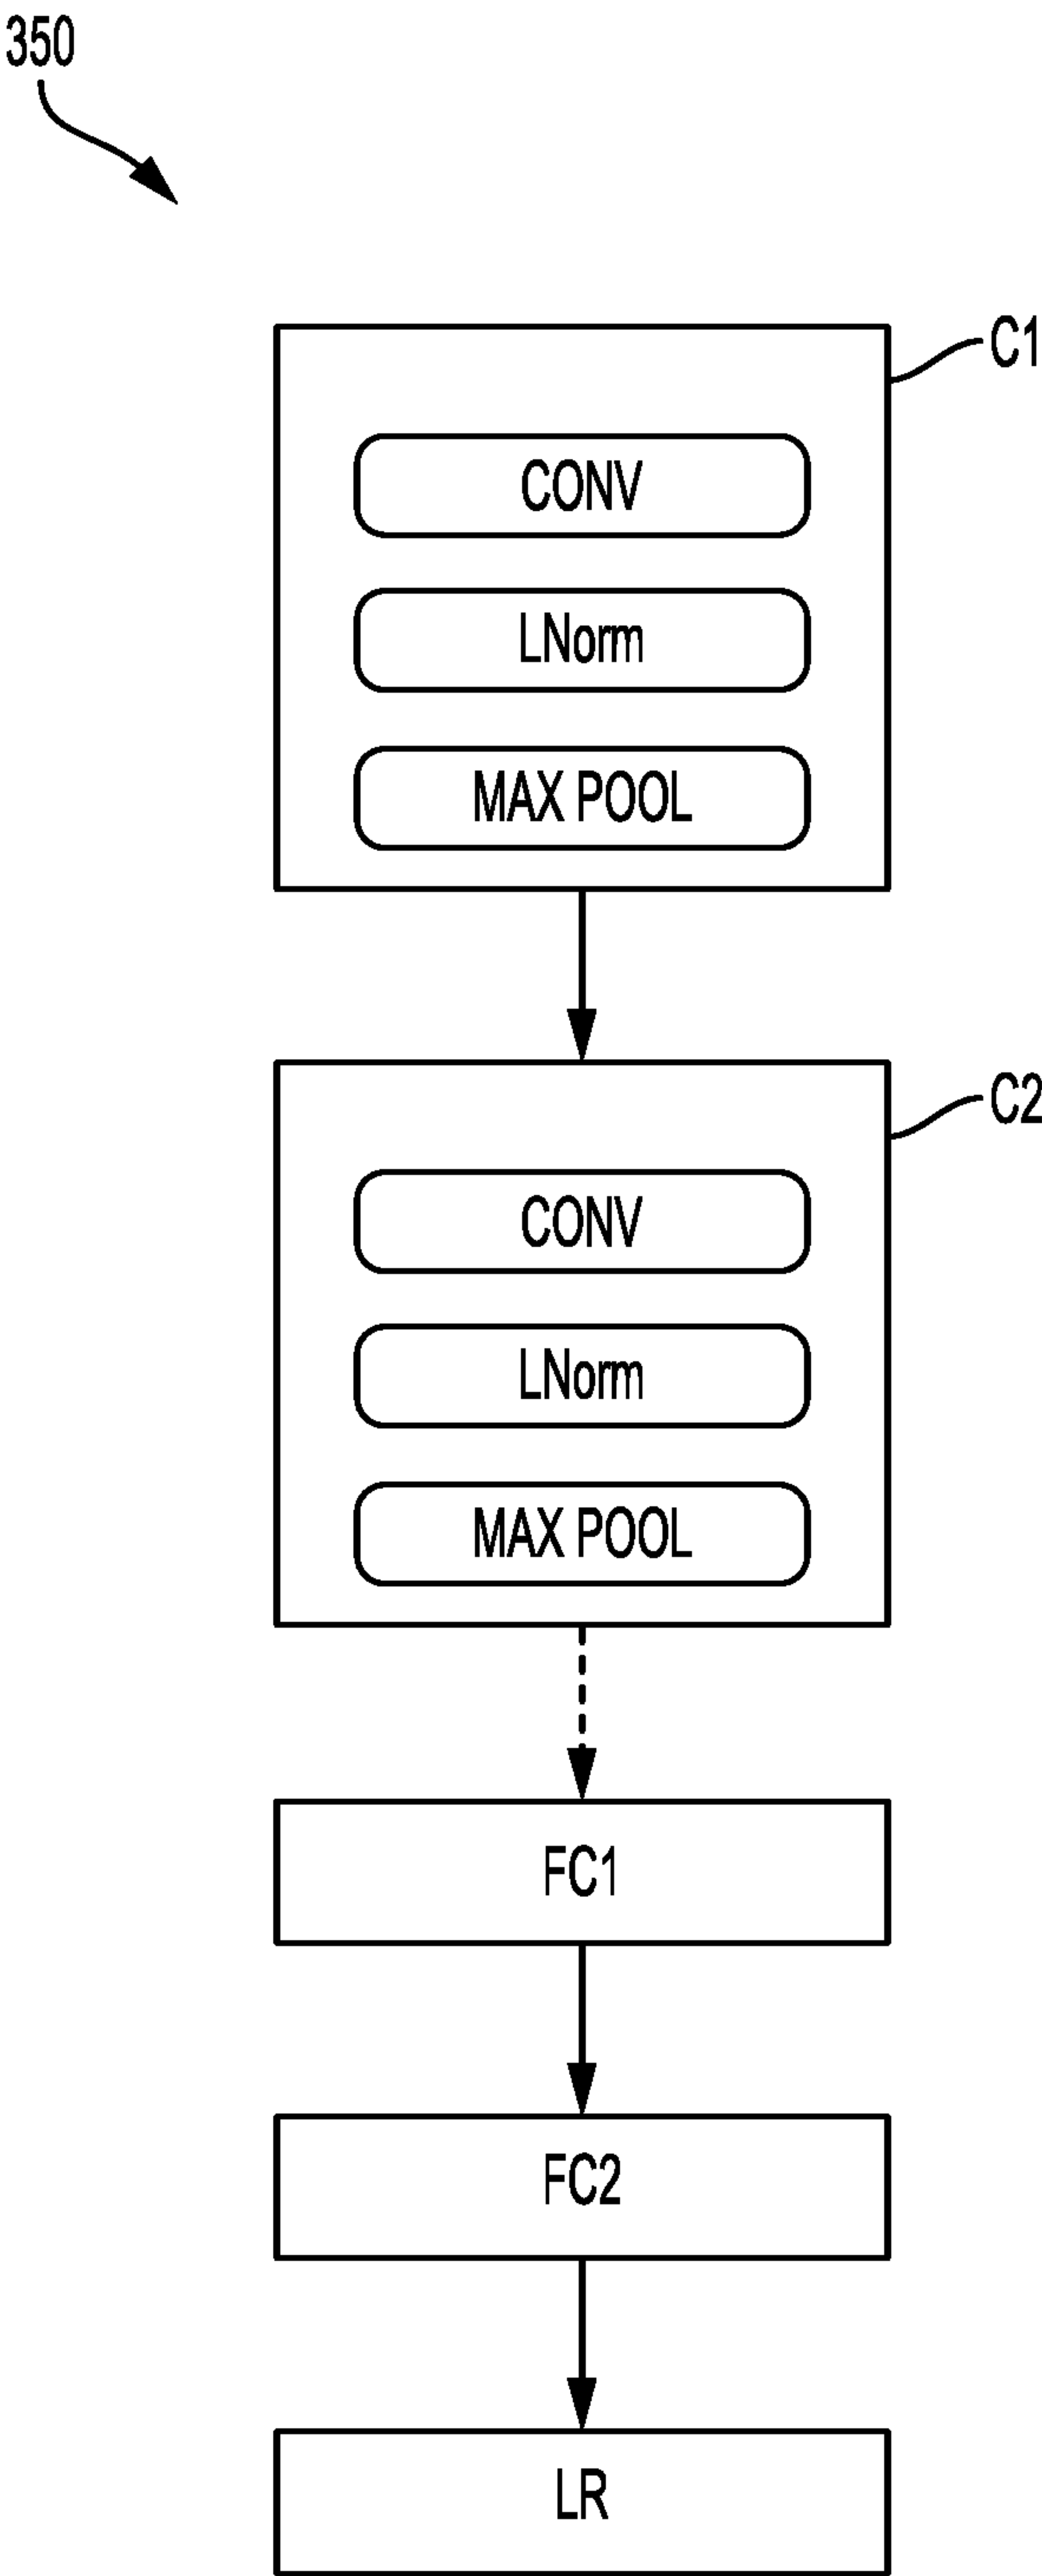 350
C1
CONV
LNorm
MAX POOL
C2
CONV
LNorm
MAX POOL
FC1
FC2
LR